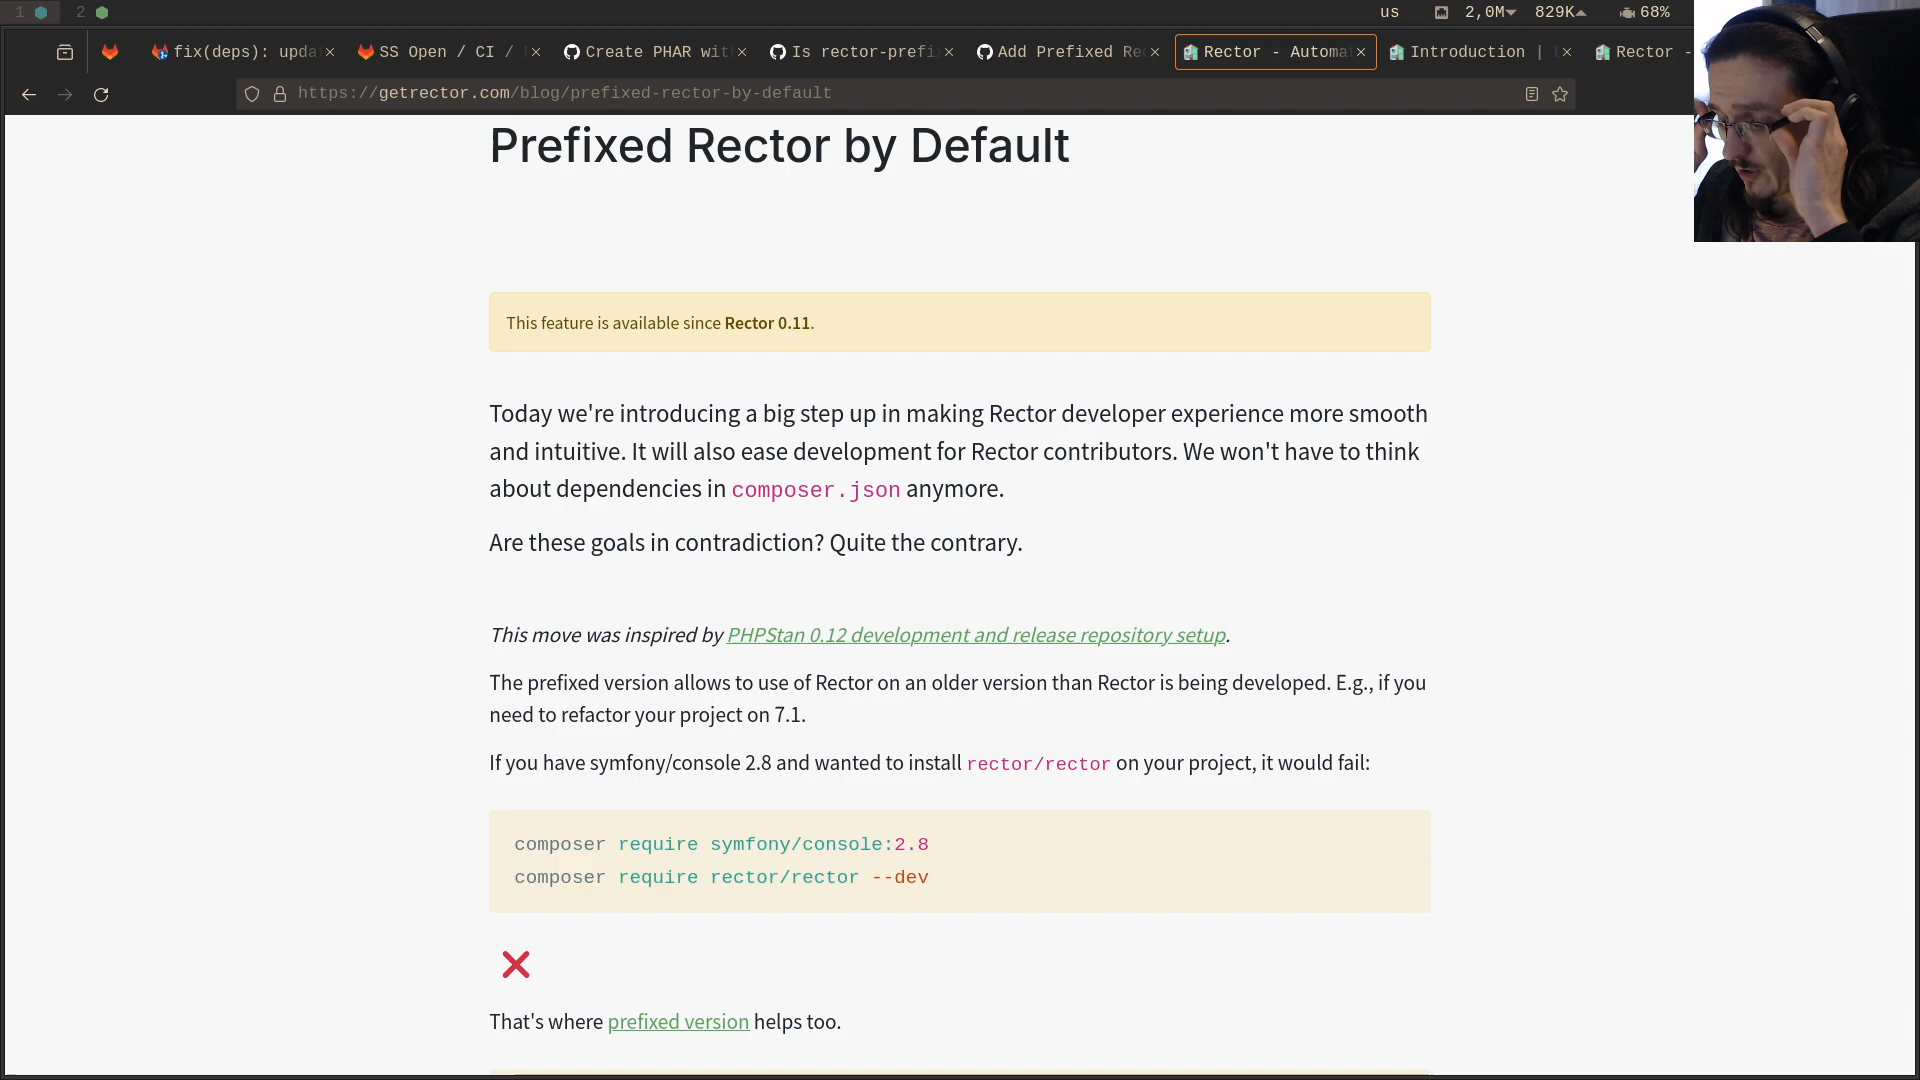 1 2 us 2,0M 829K 68%
fix(deps): upda SS Open / CI / Create PHAR wit Is rector-prefi Add Prefixed Re Rector - Automa Introduction | Rector -
https://getrector.com/blog/prefixed-rector-by-default
Prefixed Rector by Default
This feature is available since Rector 0.11.
Today we're introducing a big step up in making Rector developer experience more smooth
and intuitive. It will also ease development for Rector contributors. We won't have to think
about dependencies in composer.json anymore.
Are these goals in contradiction? Quite the contrary.
This move was inspired by PHPStan 0.12 development and release repository setup.
The prefixed version allows to use of Rector on an older version than Rector is being developed. E.g., if you
need to refactor your project on 7.1.
If you have symfony/console 2.8 and wanted to install rector/rector on your project, it would fail:
composer require symfony/console:2.8
composer require rector/rector --dev
That's where prefixed version helps too.